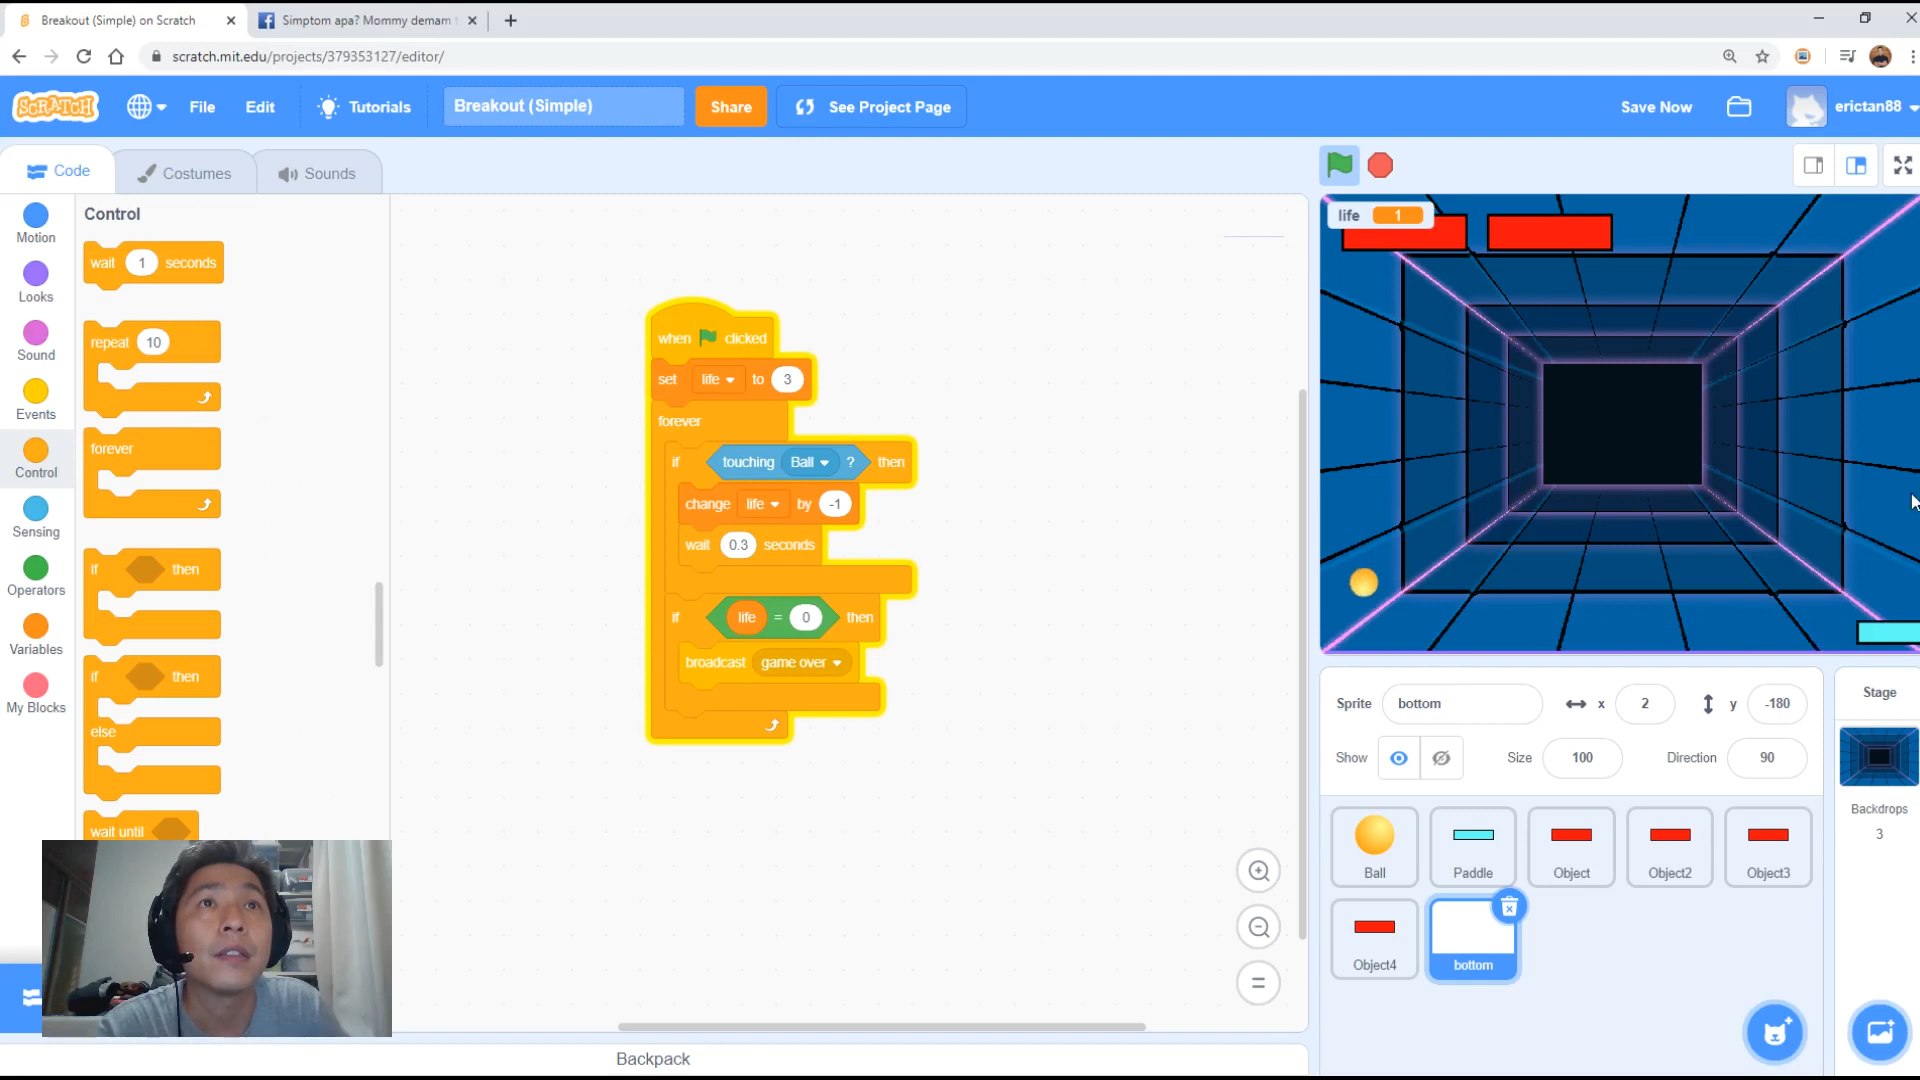 Breakout (Simple) on Scratch
Simptom apa? Mommy demam
scratch.mit.edu/projects/379353127/editor/
SCRATCH
File
Edit
Tutorials
Breakout (Simple)
Share
See Project Page
Save Now
erictan88
Code
Costumes
Sounds
Motion
Looks
Sound
Events
Control
Sensing
Operators
Variables
My Blocks
Control
wait 1 seconds
repeat 10
forever
if then
if then
else
wait until
when clicked
set life to 3
forever
if touching Ball ? then
change life by -1
wait 0.3 seconds
if life = 0 then
broadcast game over
Backpack
life 1
Sprite bottom x 2 y -180
Show Size 100 Direction 90
Ball
Paddle
Object
Object2
Object3
Object4
bottom
Stage
Backdrops
3